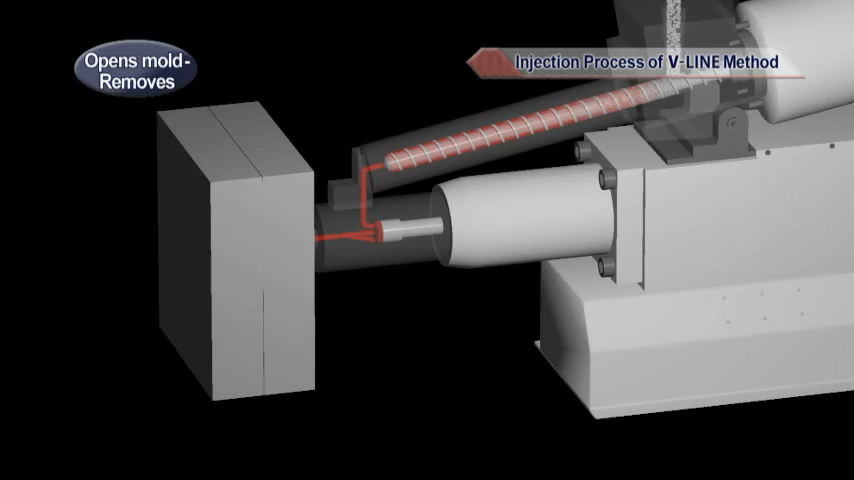 Opens mold-
Removes
Injection Process of V-LINE Method